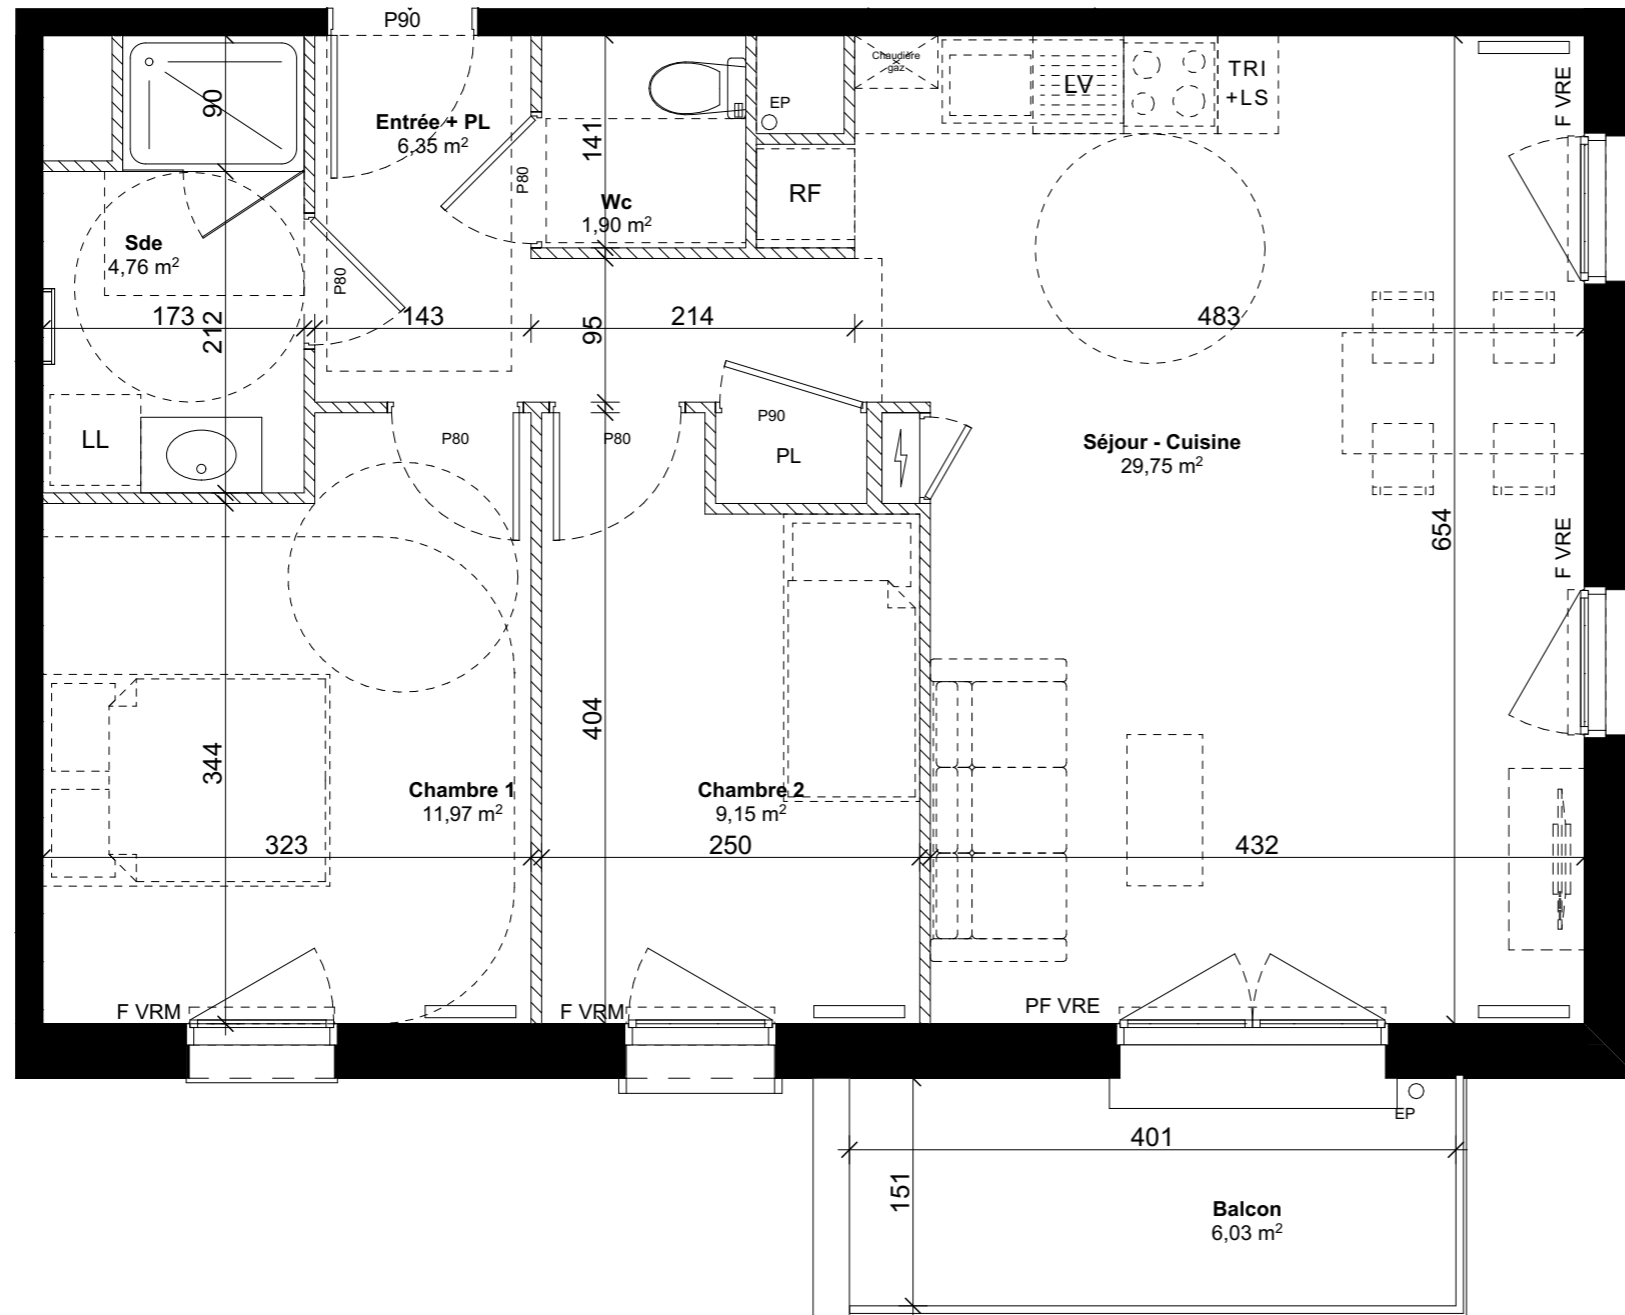 P90
Chaudière
gaz
LV
TRI
+LS
F VRE
90
Entrée + PL
6,35 m²
141
EP
P80
RF
Wc
1,90 m²
Sde
4,76 m²
P80
173
212
143
95
214
483
LL
P80
P80
P90
PL
Séjour - Cuisine
29,75 m²
654
F VRE
404
344
Chambre 1
11,97 m²
Chambre 2
9,15 m²
323
250
432
F VRM
F VRM
PF VRE
EP
401
151
Balcon
6,03 m²